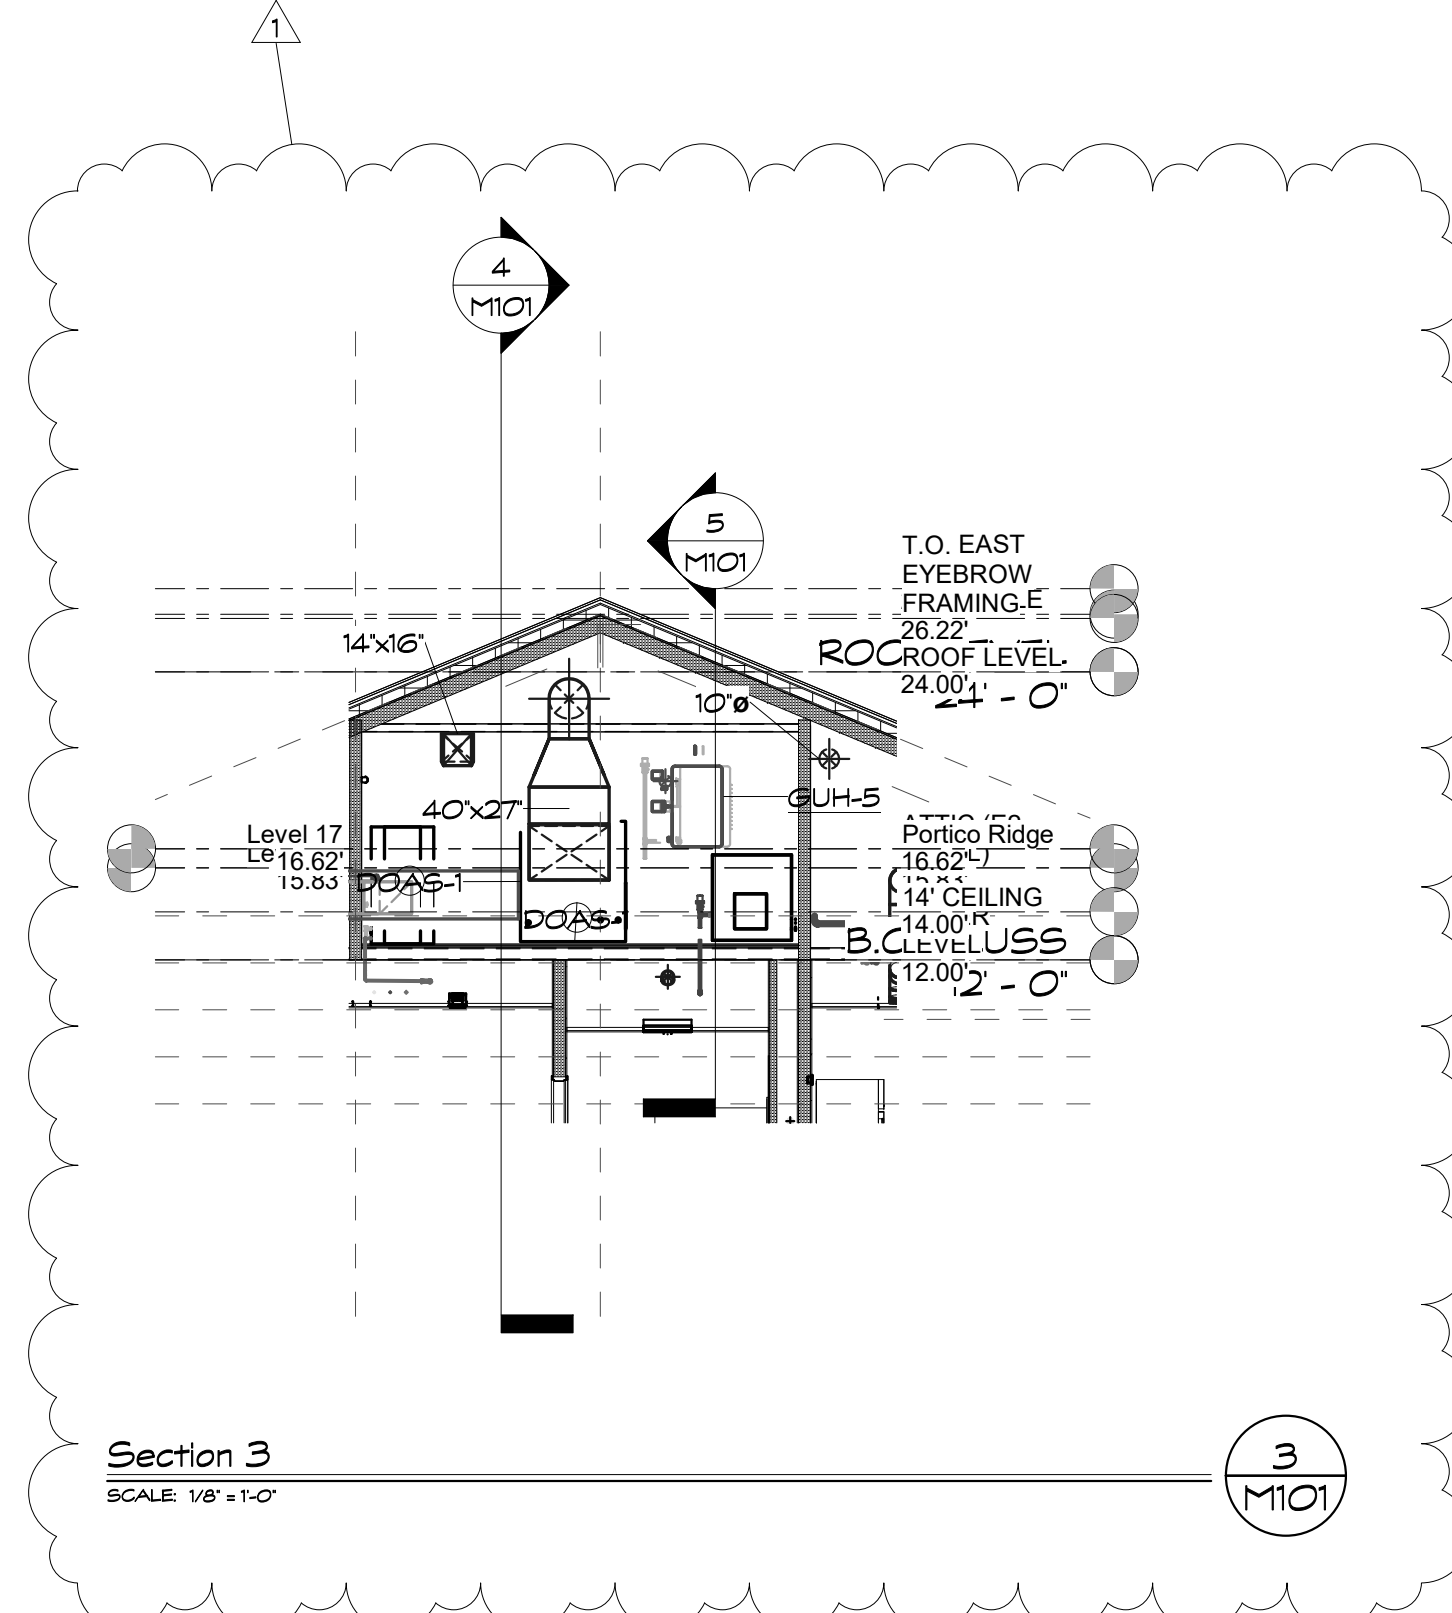 1
4
M101
5
M101
T.O. EAST
EYEBROW
FRAMING
26.22'
ROOF LEVEL
24.00'
14"x16"
10"ø
40"x27"
GUH-5
Level 17
16.62'
15.83'
DOAS-1
DOAS-
Portico Ridge
16.62'
14' CEILING
14.00'
LEVEL
12.00'
Section 3
SCALE: 1/8" = 1'-0"
3
M101